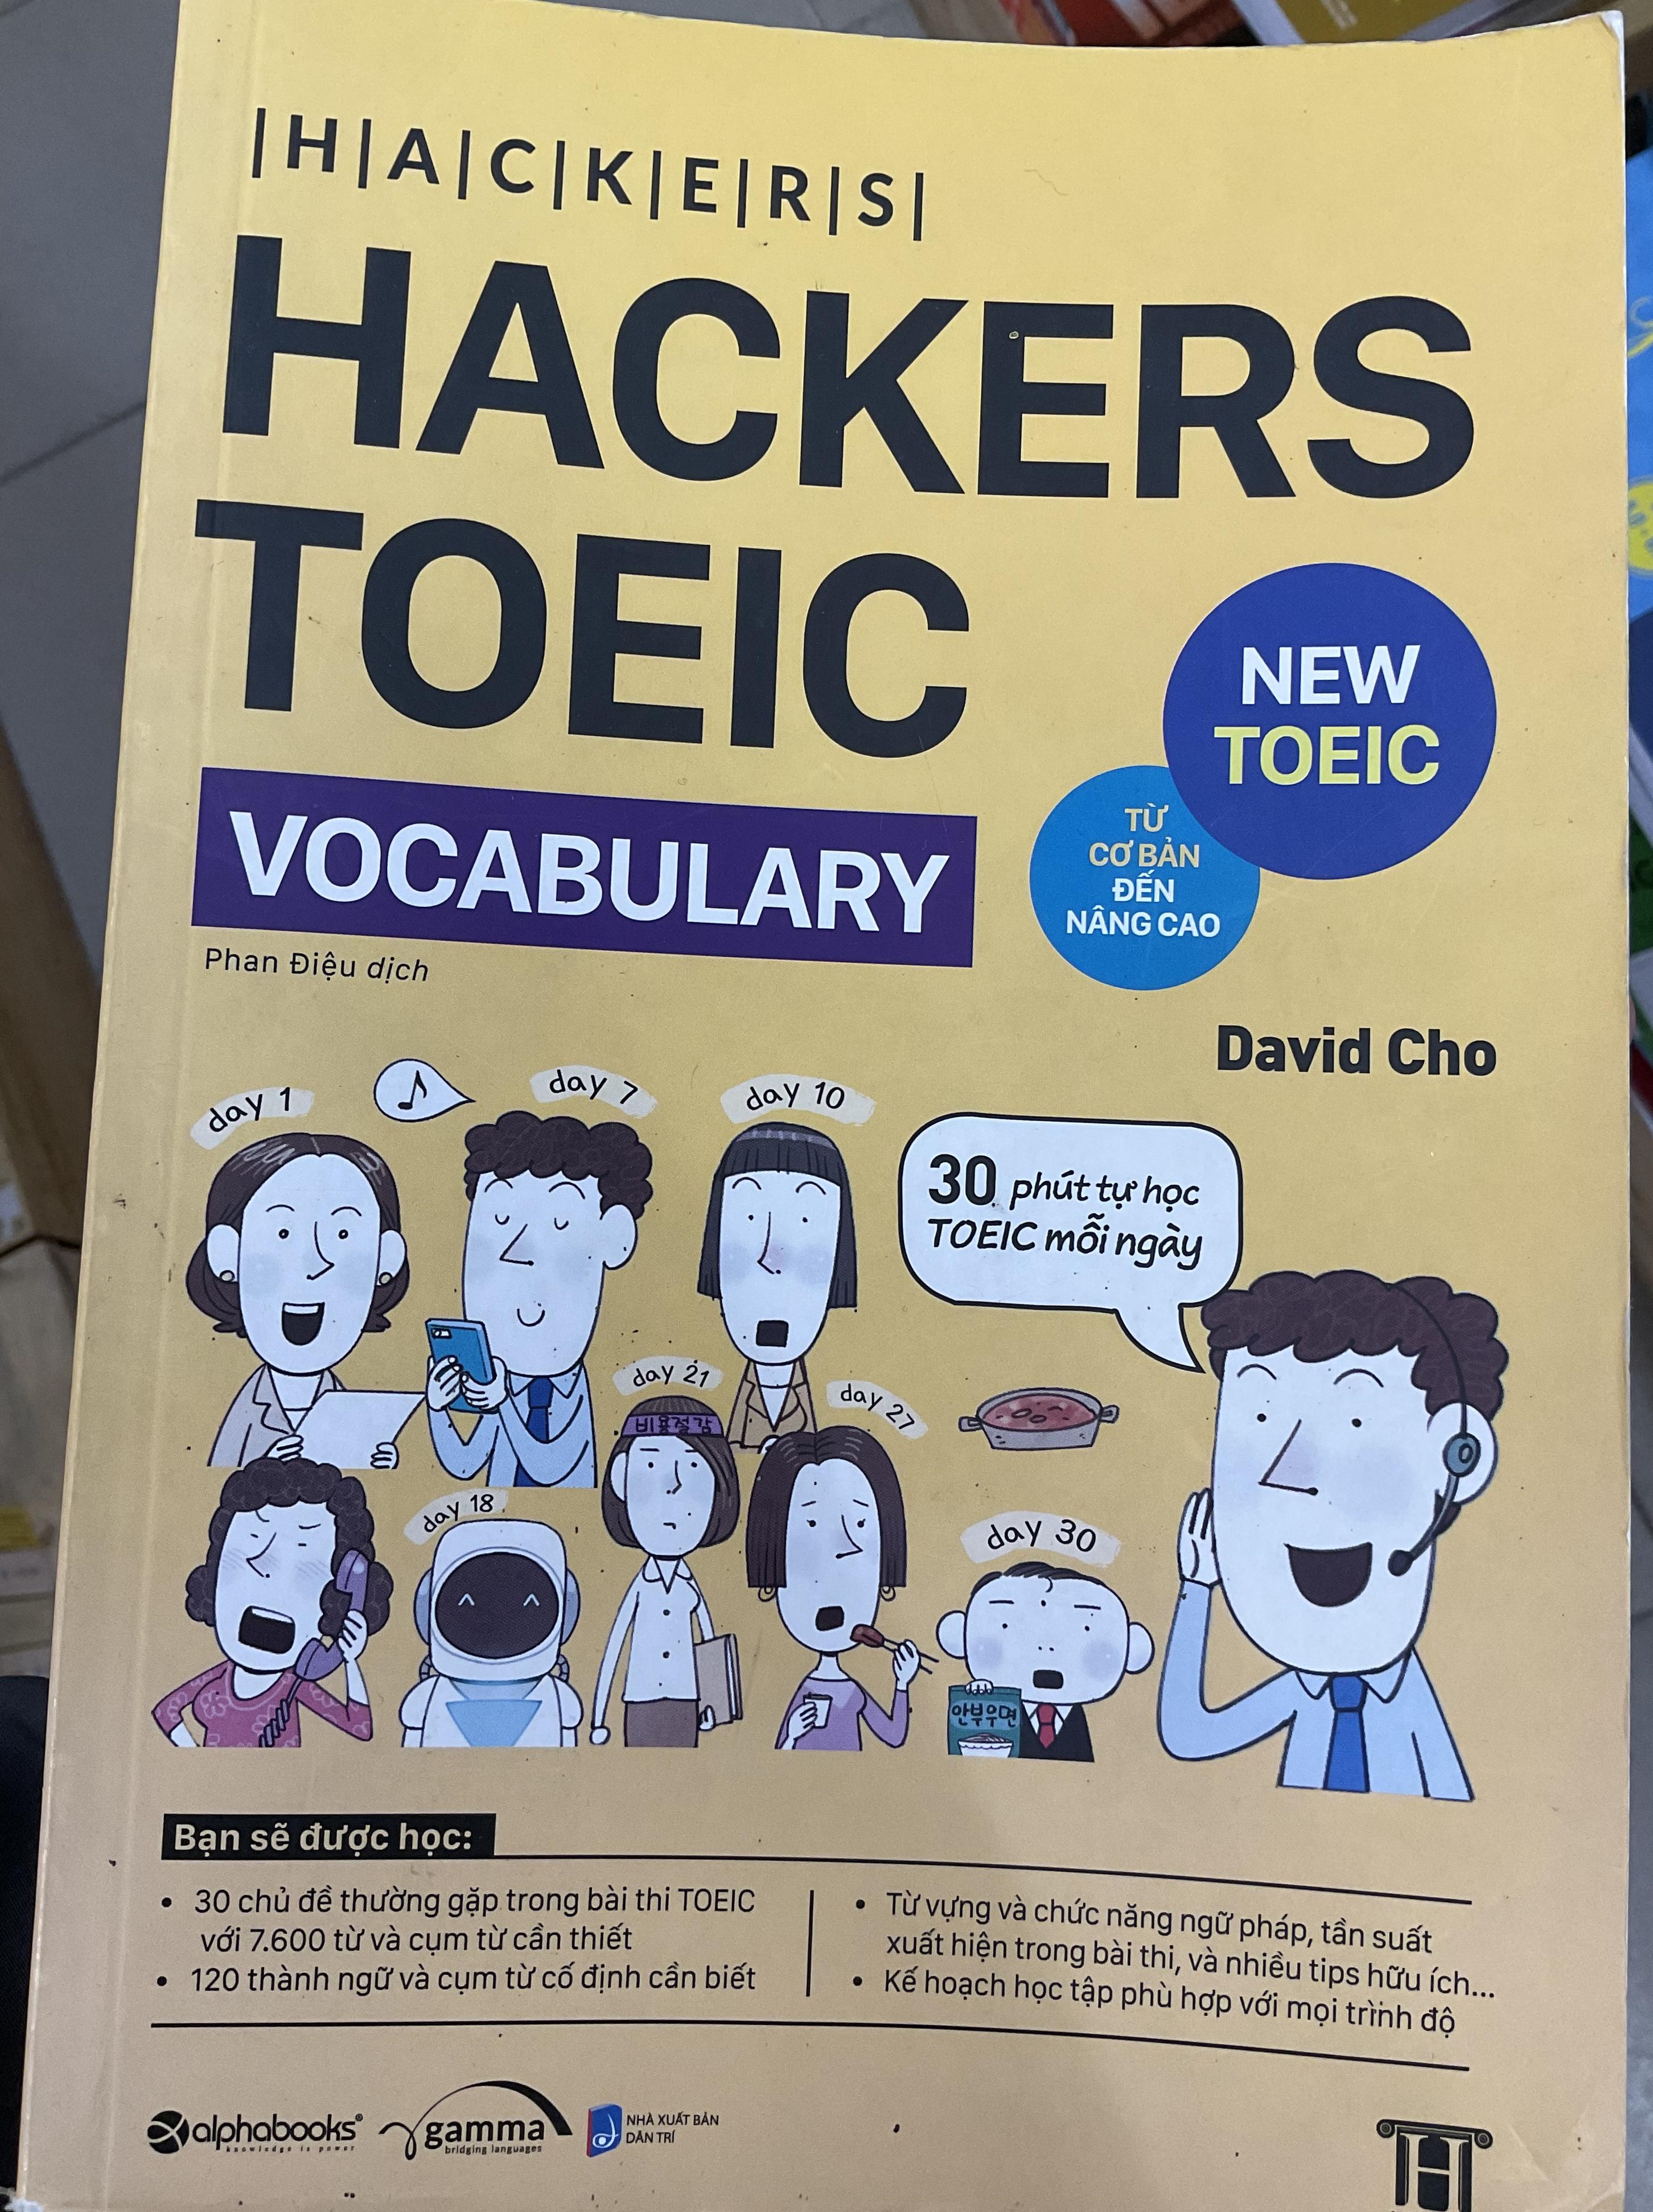 |H|A|C|K|E|R|S|
HACKERS
TOEIC
VOCABULARY
Phan Điệu dịch
NEW
TOEIC
TỪ
CƠ BẢN
ĐẾN
NÂNG CAO
David Cho
day 1
day 7
day 10
30 phút tự học
TOEIC mỗi ngày
day 21
비용절감
day 27
day 18
day 30
안부우면
Bạn sẽ được học:
• 30 chủ đề thường gặp trong bài thi TOEIC
với 7.600 từ và cụm từ cần thiết
• 120 thành ngữ và cụm từ cố định cần biết
• Từ vựng và chức năng ngữ pháp, tần suất
xuất hiện trong bài thi, và nhiều tips hữu ích...
• Kế hoạch học tập phù hợp với mọi trình độ
alphabooks®
knowledge is power
gamma
bridging languages
NHÀ XUẤT BẢN
DÂN TRÍ
H